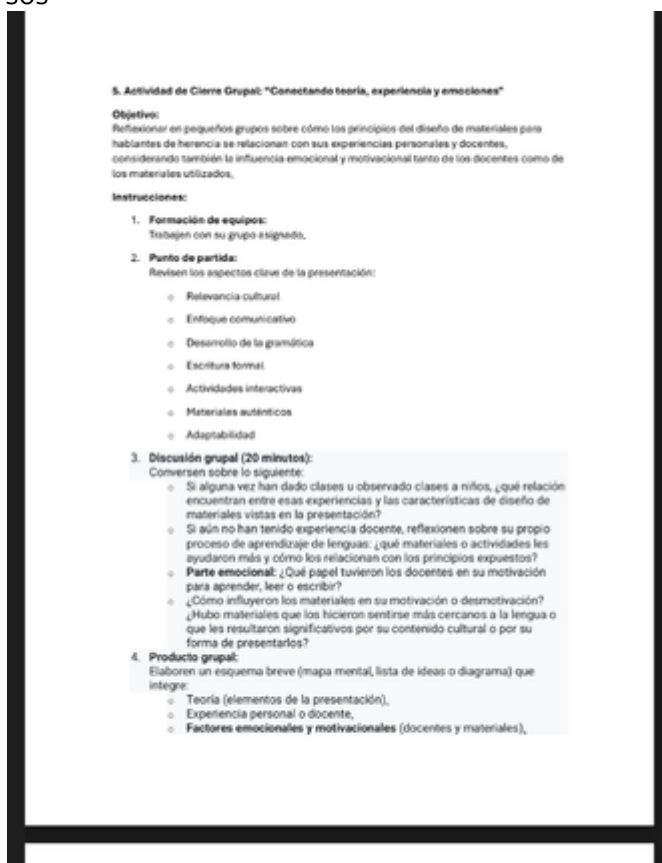 5. Actividad de Cierre Grupal: "Conectando teoría, experiencia y emociones"
Objetivo:
Reflexionar en pequeños grupos sobre cómo los principios del diseño de materiales para
hablantes de herencia se relacionan con sus experiencias personales y docentes,
considerando también la influencia emocional y motivacional tanto de los docentes como de
los materiales utilizados.
Instrucciones:
1. Formación de equipos:
Trabajen con su grupo asignado.
2. Punto de partida:
Revisen los aspectos clave de la presentación:
○ Relevancia cultural
○ Enfoque comunicativo
○ Desarrollo de la gramática
○ Escritura formal
○ Actividades interactivas
○ Materiales auténticos
○ Adaptabilidad
3. Discusión grupal (20 minutos):
Conversen sobre lo siguiente:
○ Si alguna vez han dado clases u observado clases a niños, ¿qué relación
encuentran entre esas experiencias y las características de diseño de
materiales vistas en la presentación?
○ Si aún no han tenido experiencia docente, reflexionen sobre su propio
proceso de aprendizaje de lenguas: ¿qué materiales o actividades les
ayudaron más y cómo los relacionan con los principios expuestos?
○ Parte emocional: ¿Qué papel tuvieron los docentes en su motivación
para aprender, leer o escribir?
○ ¿Cómo influyeron los materiales en su motivación o desmotivación?
¿Hubo materiales que los hicieron sentirse más cercanos a la lengua o
que les resultaron significativos por su contenido cultural o por su
forma de presentarlos?
4. Producto grupal:
Elaboren un esquema breve (mapa mental, lista de ideas o diagrama) que
integre:
○ Teoría (elementos de la presentación),
○ Experiencia personal o docente,
○ Factores emocionales y motivacionales (docentes y materiales).